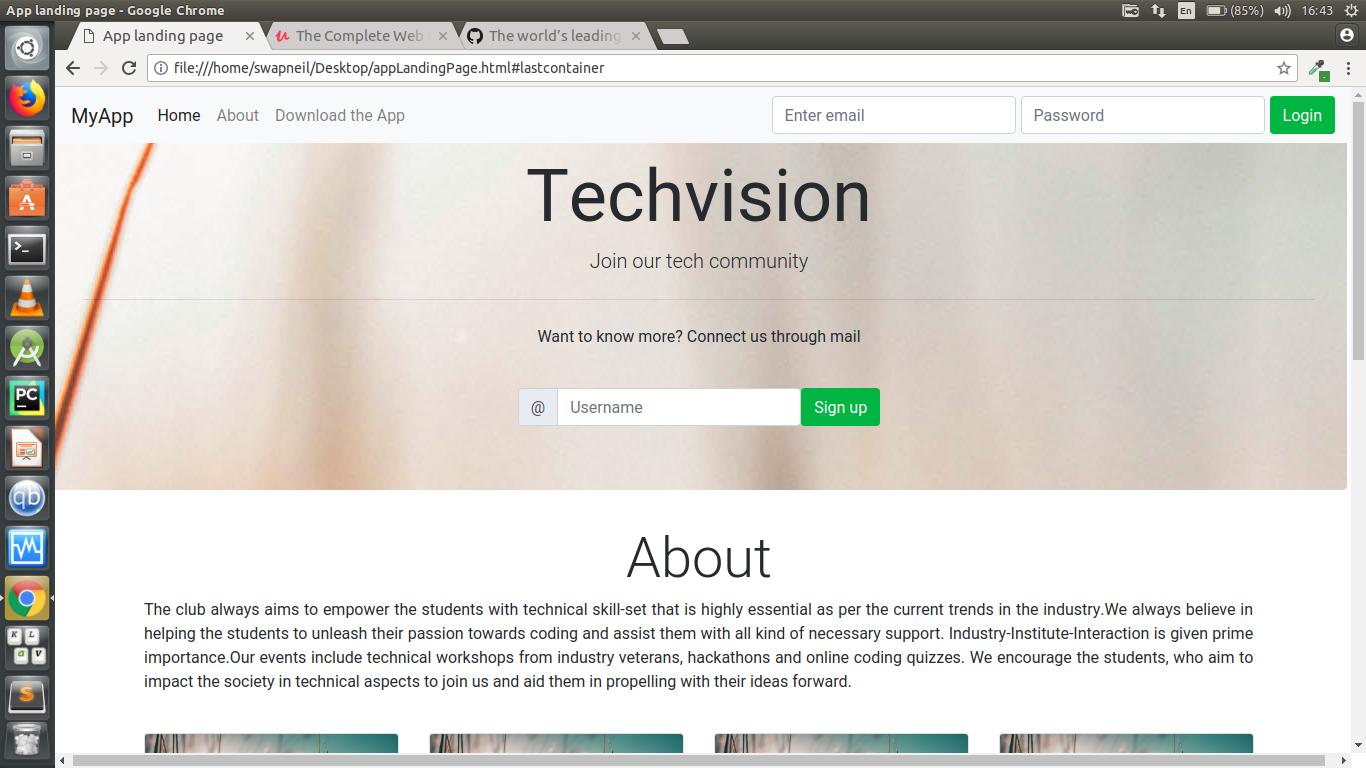 App landing page - Google Chrome
En (85%) 16:43
App landing page The Complete Web The world's leading
file:///home/swapneil/Desktop/appLandingPage.html#lastcontainer
MyApp Home About Download the App Enter email Password Login
Techvision
Join our tech community
Want to know more? Connect us through mail
@ Username Sign up
About
The club always aims to empower the students with technical skill-set that is highly essential as per the current trends in the industry.We always believe in
helping the students to unleash their passion towards coding and assist them with all kind of necessary support. Industry-Institute-Interaction is given prime
importance.Our events include technical workshops from industry veterans, hackathons and online coding quizzes. We encourage the students, who aim to
impact the society in technical aspects to join us and aid them in propelling with their ideas forward.
PC
qb
K L
a v
S